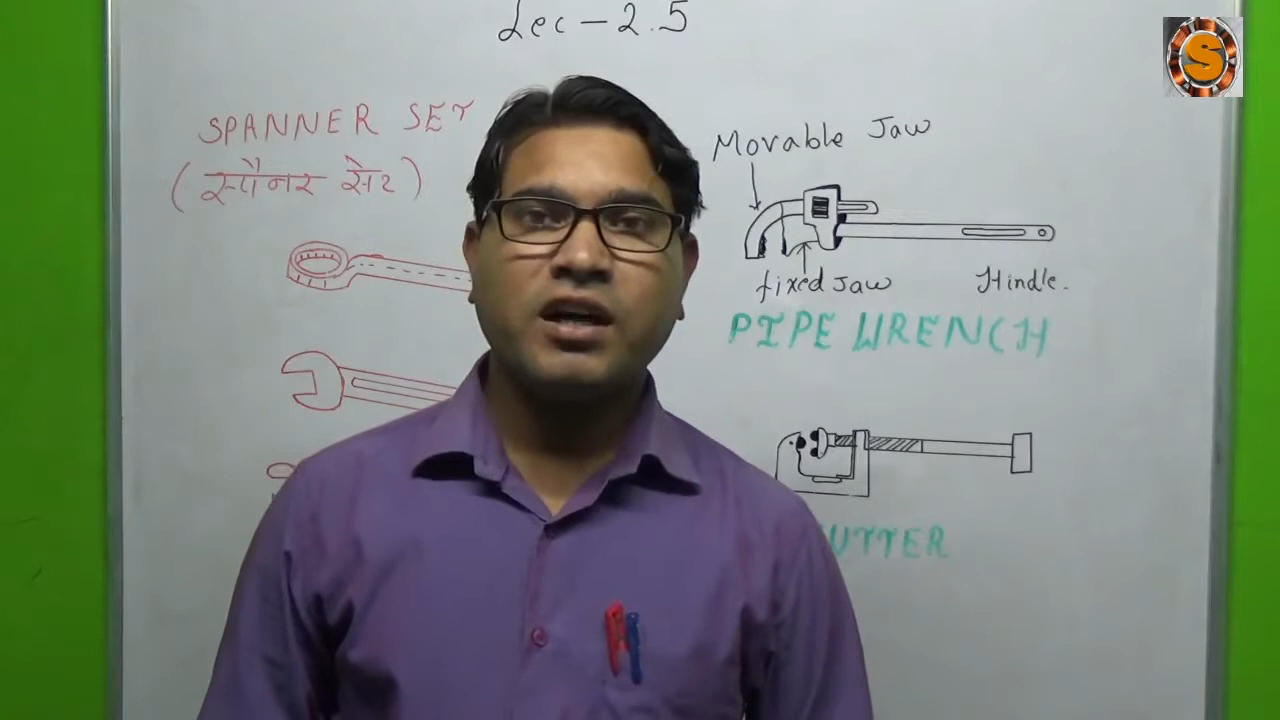 Lec - 2.5
SPANNER SET
(स्पैनर सेट)
Movable Jaw
fixed Jaw
Hindle.
PIPE WRENCH
UTTER
S